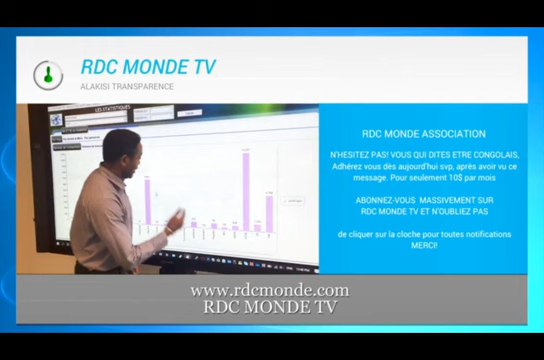 RDC MONDE TV
ALAKISI TRANSPARENCE
LES STATISTIQUES
RDC MONDE ASSOCIATION
N'HESITEZ PAS! VOUS QUI DITES ETRE CONGOLAIS,
Adhérez vous dès aujourd'hui svp, après avoir vu ce
message. Pour seulement 10$ par mois
ABONNEZ-VOUS MASSIVEMENT SUR
RDC MONDE TV ET N'OUBLIEZ PAS
de cliquer sur la cloche pour toutes notifications
MERCI!
www.rdcmonde.com
RDC MONDE TV